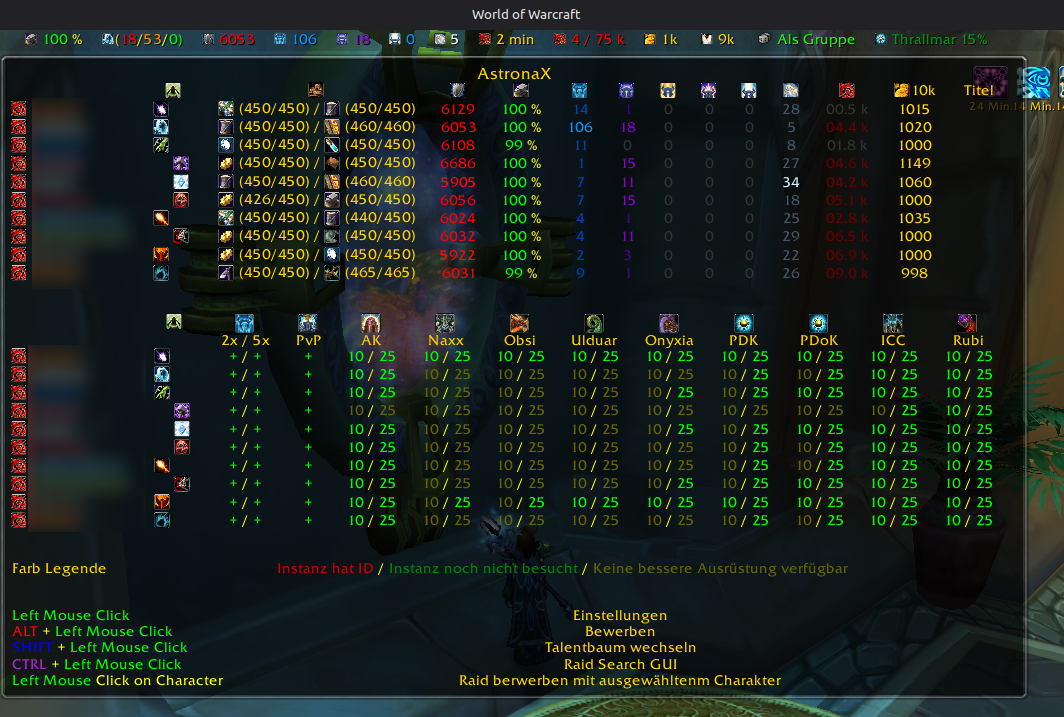 World of Warcraft
100 % (18/53/0) 6053 106 18 0 5 2 min 4 / 75 k 1k 9k Als Gruppe Thrallmar 15%
AstronaX
10k Titel
24 Min. 14 Min. 14
(450/450) / (450/450) 6129 100 % 14 1 0 0 0 28 00.5 k 1015
(450/450) / (460/460) 6053 100 % 106 18 0 0 0 5 04.4 k 1020
(450/450) / (450/450) 6108 99 % 11 0 0 0 0 8 01.8 k 1000
(450/450) / (450/450) 6686 100 % 1 15 0 0 0 27 04.6 k 1149
(450/450) / (460/460) 5905 100 % 7 11 0 0 0 34 04.2 k 1060
(426/450) / (450/450) 6056 100 % 7 15 0 0 0 18 05.1 k 1000
(450/450) / (440/450) 6024 100 % 4 1 0 0 0 25 02.8 k 1035
(450/450) / (450/450) 6032 100 % 4 11 0 0 0 29 06.5 k 1000
(450/450) / (450/450) 5922 100 % 2 3 0 0 0 22 06.9 k 1000
(450/450) / (465/465) 6031 99 % 9 1 0 0 0 26 09.0 k 998
2x / 5x PvP AK Naxx Obsi Ulduar Onyxia PDK PDoK ICC Rubi
+ / + + 10 / 25 10 / 25 10 / 25 10 / 25 10 / 25 10 / 25 10 / 25 10 / 25 10 / 25
+ / + + 10 / 25 10 / 25 10 / 25 10 / 25 10 / 25 10 / 25 10 / 25 10 / 25 10 / 25
+ / + + 10 / 25 10 / 25 10 / 25 10 / 25 10 / 25 10 / 25 10 / 25 10 / 25 10 / 25
+ / + + 10 / 25 10 / 25 10 / 25 10 / 25 10 / 25 10 / 25 10 / 25 10 / 25 10 / 25
+ / + + 10 / 25 10 / 25 10 / 25 10 / 25 10 / 25 10 / 25 10 / 25 10 / 25 10 / 25
+ / + + 10 / 25 10 / 25 10 / 25 10 / 25 10 / 25 10 / 25 10 / 25 10 / 25 10 / 25
+ / + + 10 / 25 10 / 25 10 / 25 10 / 25 10 / 25 10 / 25 10 / 25 10 / 25 10 / 25
+ / + + 10 / 25 10 / 25 10 / 25 10 / 25 10 / 25 10 / 25 10 / 25 10 / 25 10 / 25
+ / + + 10 / 25 10 / 25 10 / 25 10 / 25 10 / 25 10 / 25 10 / 25 10 / 25 10 / 25
+ / + + 10 / 25 10 / 25 10 / 25 10 / 25 10 / 25 10 / 25 10 / 25 10 / 25 10 / 25
Farb Legende Instanz hat ID / Instanz noch nicht besucht / Keine bessere Ausrüstung verfügbar
Left Mouse Click Einstellungen
ALT + Left Mouse Click Bewerben
SHIFT + Left Mouse Click Talentbaum wechseln
CTRL + Left Mouse Click Raid Search GUI
Left Mouse Click on Character Raid berwerben mit ausgewähltenm Charakter